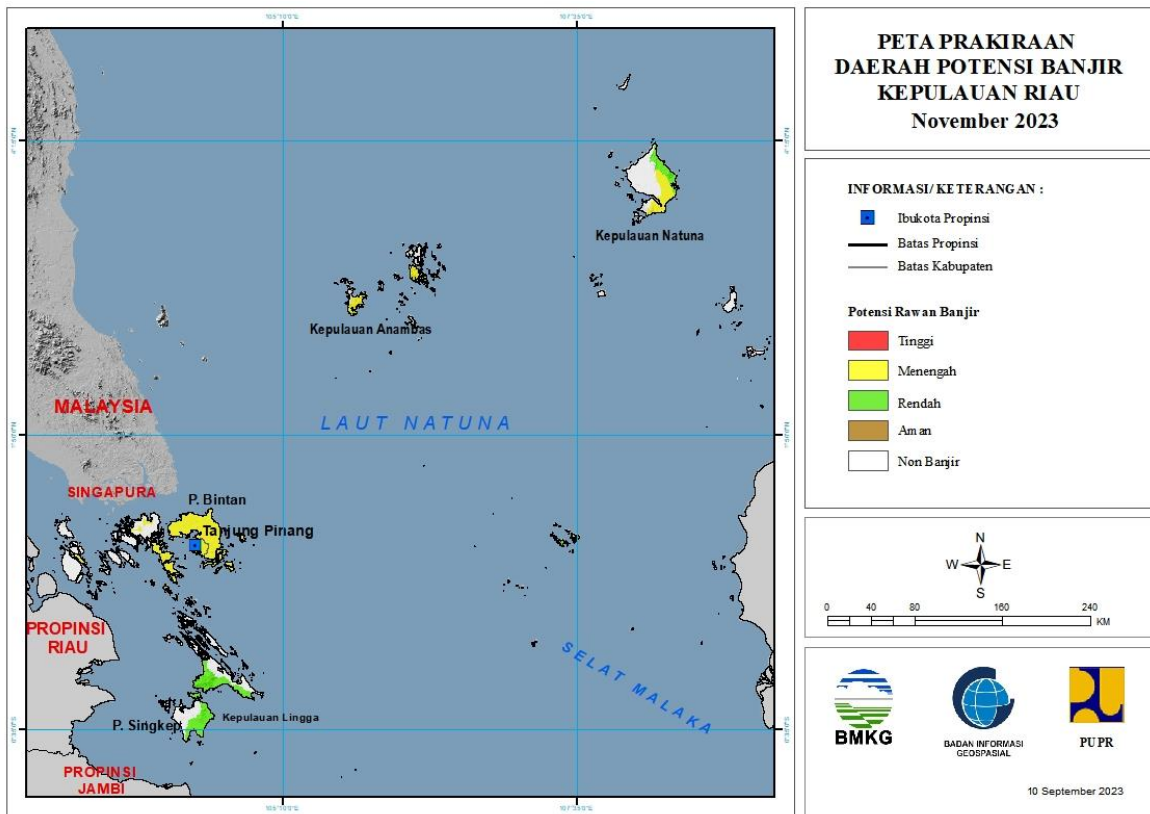 PETA PRAKIRAAN
DAERAH POTENSI BANJIR
KEPULAUAN RIAU
November 2023
INFORMASI/ KETERANGAN :
Ibukota Propinsi
Batas Propinsi
Batas Kabupaten
Potensi Rawan Banjir
Tinggi
Menengah
Rendah
Aman
Non Banjir
N
W E
S
0 40 80 160 240
KM
BMKG
BADAN INFORMASI
GEOSPASIAL
PUPR
10 September 2023
Kepulauan Natuna
Kepulauan Anambas
MALAYSIA
LAUT NATUNA
SINGAPURA
P. Bintan
Tanjung Pinang
PROPINSI
RIAU
SELAT MALAKA
Kepulauan Lingga
P. Singkep
PROPINSI
JAMBI